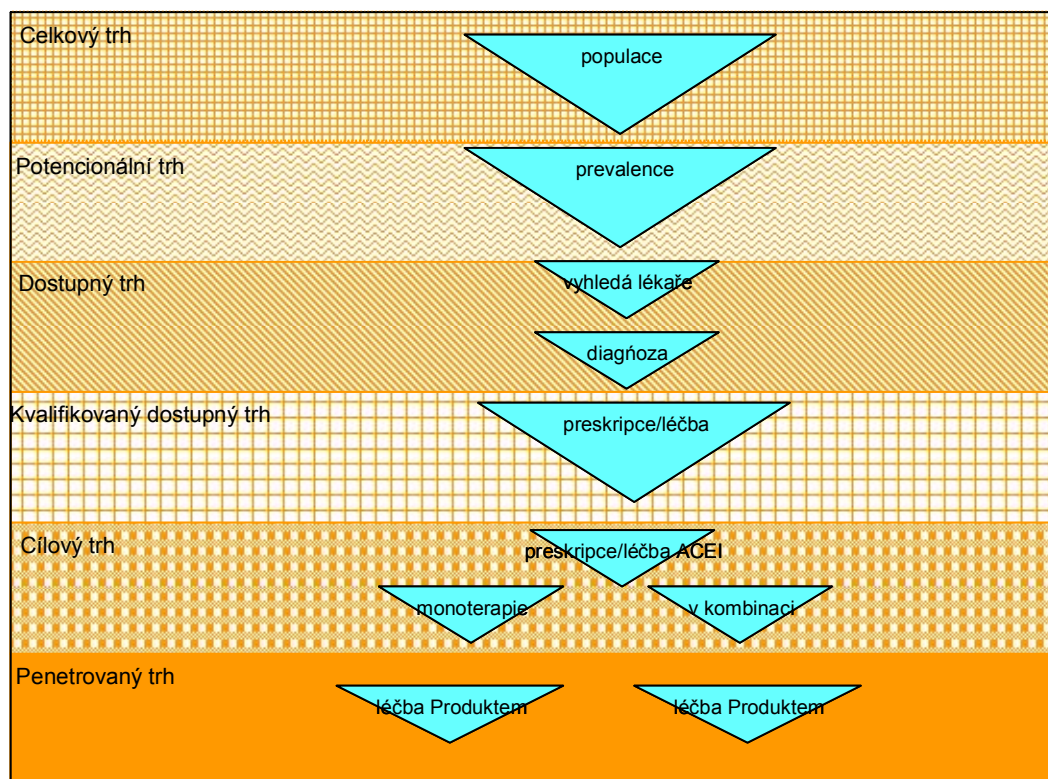 Celkový trh
populace
Potencionální trh
prevalence
Dostupný trh
vyhledá lékaře
diagńoza
Kvalifikovaný dostupný trh
preskripce/léčba
Cílový trh
preskripce/léčba ACEI
monoterapie
v kombinaci
Penetrovaný trh
léčba Produktem
léčba Produktem